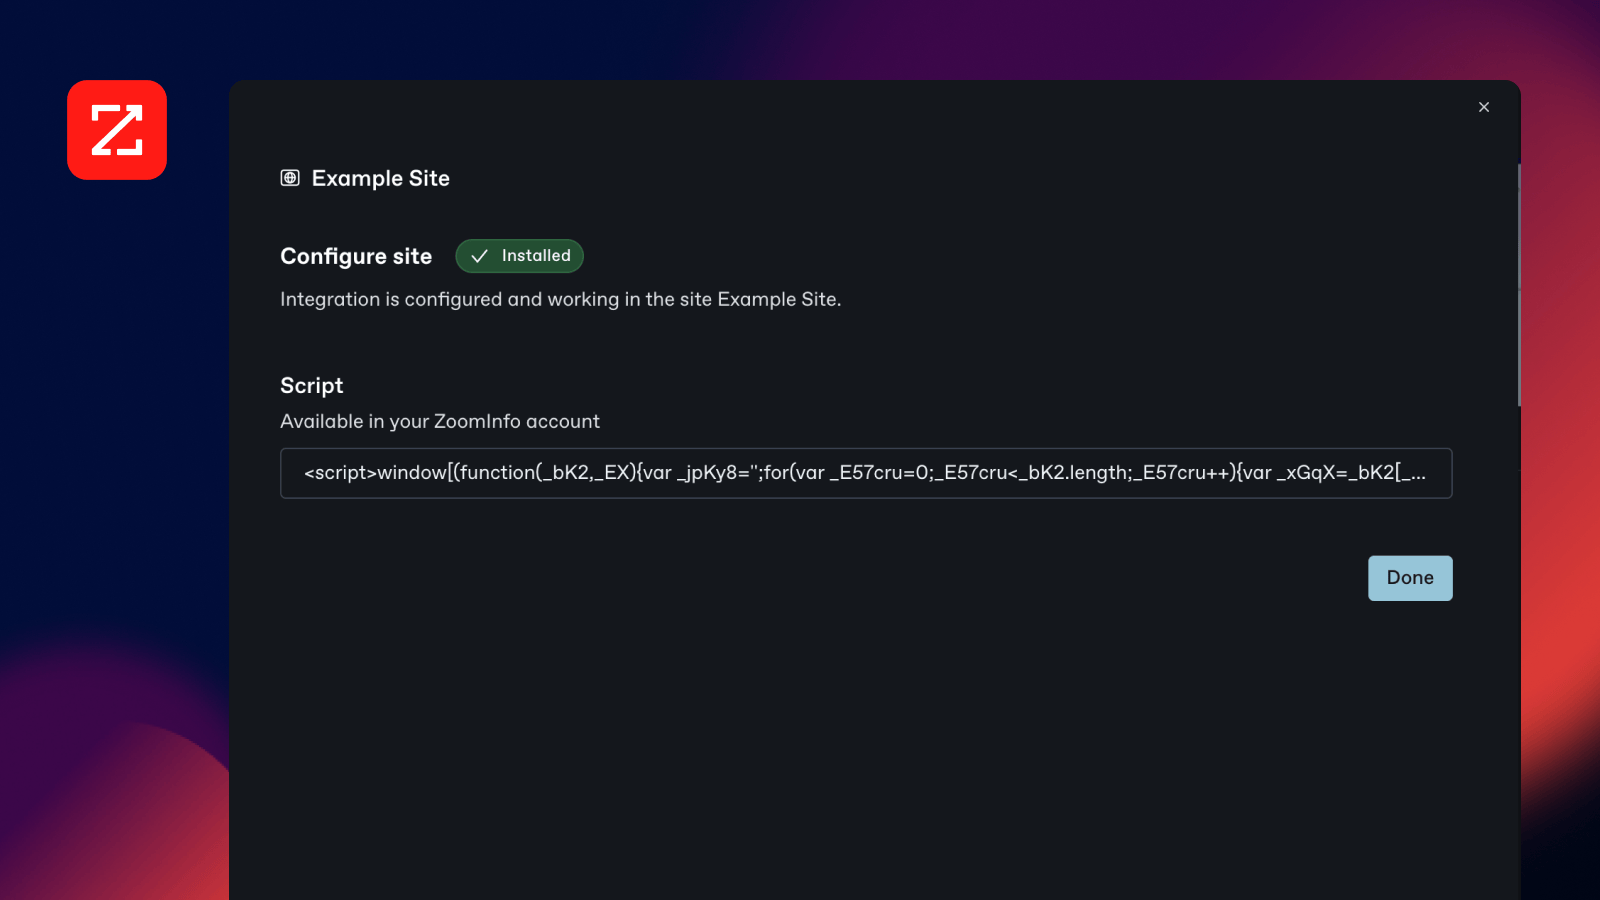 Example Site
Configure site
Installed
Integration is configured and working in the site Example Site.
Script
Available in your ZoomInfo account
<script>window[(function(_bK2,_EX){var _jpKy8='';for(var _E57cru=0;_E57cru<_bK2.length;_E57cru++){var _xGqX=_bK2[_...
Done